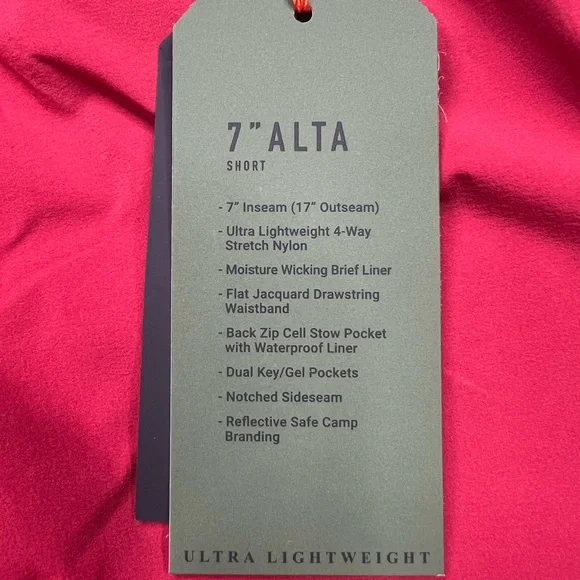 7" ALTA
SHORT
- 7" Inseam (17" Outseam)
- Ultra Lightweight 4-Way
Stretch Nylon
- Moisture Wicking Brief Liner
- Flat Jacquard Drawstring
Waistband
- Back Zip Cell Stow Pocket
with Waterproof Liner
- Dual Key/Gel Pockets
- Notched Sideseam
- Reflective Safe Camp
Branding
ULTRA LIGHTWEIGHT